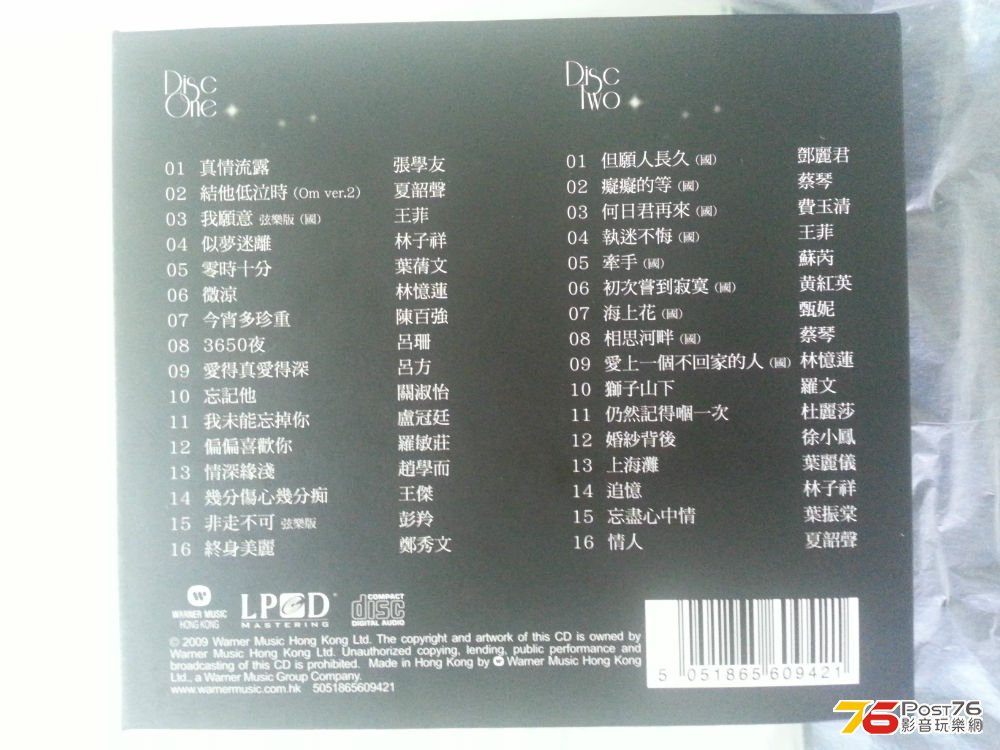 Disc
One
01 真情流露 張學友
02 結他低泣時 (Om ver.2) 夏韶聲
03 我願意 弦樂版 (國) 王菲
04 似夢迷離 林子祥
05 零時十分 葉蒨文
06 微涼 林憶蓮
07 今宵多珍重 陳百強
08 3650夜 呂珊
09 愛得真愛得深 呂方
10 忘記他 關淑怡
11 我未能忘掉你 盧冠廷
12 偏偏喜歡你 羅敏莊
13 情深緣淺 趙學而
14 幾分傷心幾分痴 王傑
15 非走不可 弦樂版 彭羚
16 終身美麗 鄭秀文
Disc
Two
01 但願人長久 (國) 鄧麗君
02 癡癡的等 (國) 蔡琴
03 何日君再來 (國) 費玉清
04 執迷不悔 (國) 王菲
05 牽手 (國) 蘇芮
06 初次嘗到寂寞 (國) 黃紅英
07 海上花 (國) 甄妮
08 相思河畔 (國) 蔡琴
09 愛上一個不回家的人 (國) 林憶蓮
10 獅子山下 羅文
11 仍然記得嗰一次 杜麗莎
12 婚紗背後 徐小鳳
13 上海灘 葉麗儀
14 追憶 林子祥
15 忘盡心中情 葉振棠
16 情人 夏韶聲
WARNER MUSIC
HONG KONG
LPCD
MASTERING
COMPACT
disc
DIGITAL AUDIO
© 2009 Warner Music Hong Kong Ltd. The copyright and artwork of this CD is owned by
Warner Music Hong Kong Ltd. Unauthorized copying, lending, public performance and
broadcasting of this CD is prohibited. Made in Hong Kong by Warner Music Hong Kong
Ltd., a Warner Music Group Company.
www.warnermusic.com.hk 5051865609421
5 051865 609421
76 Post76
影音玩樂網